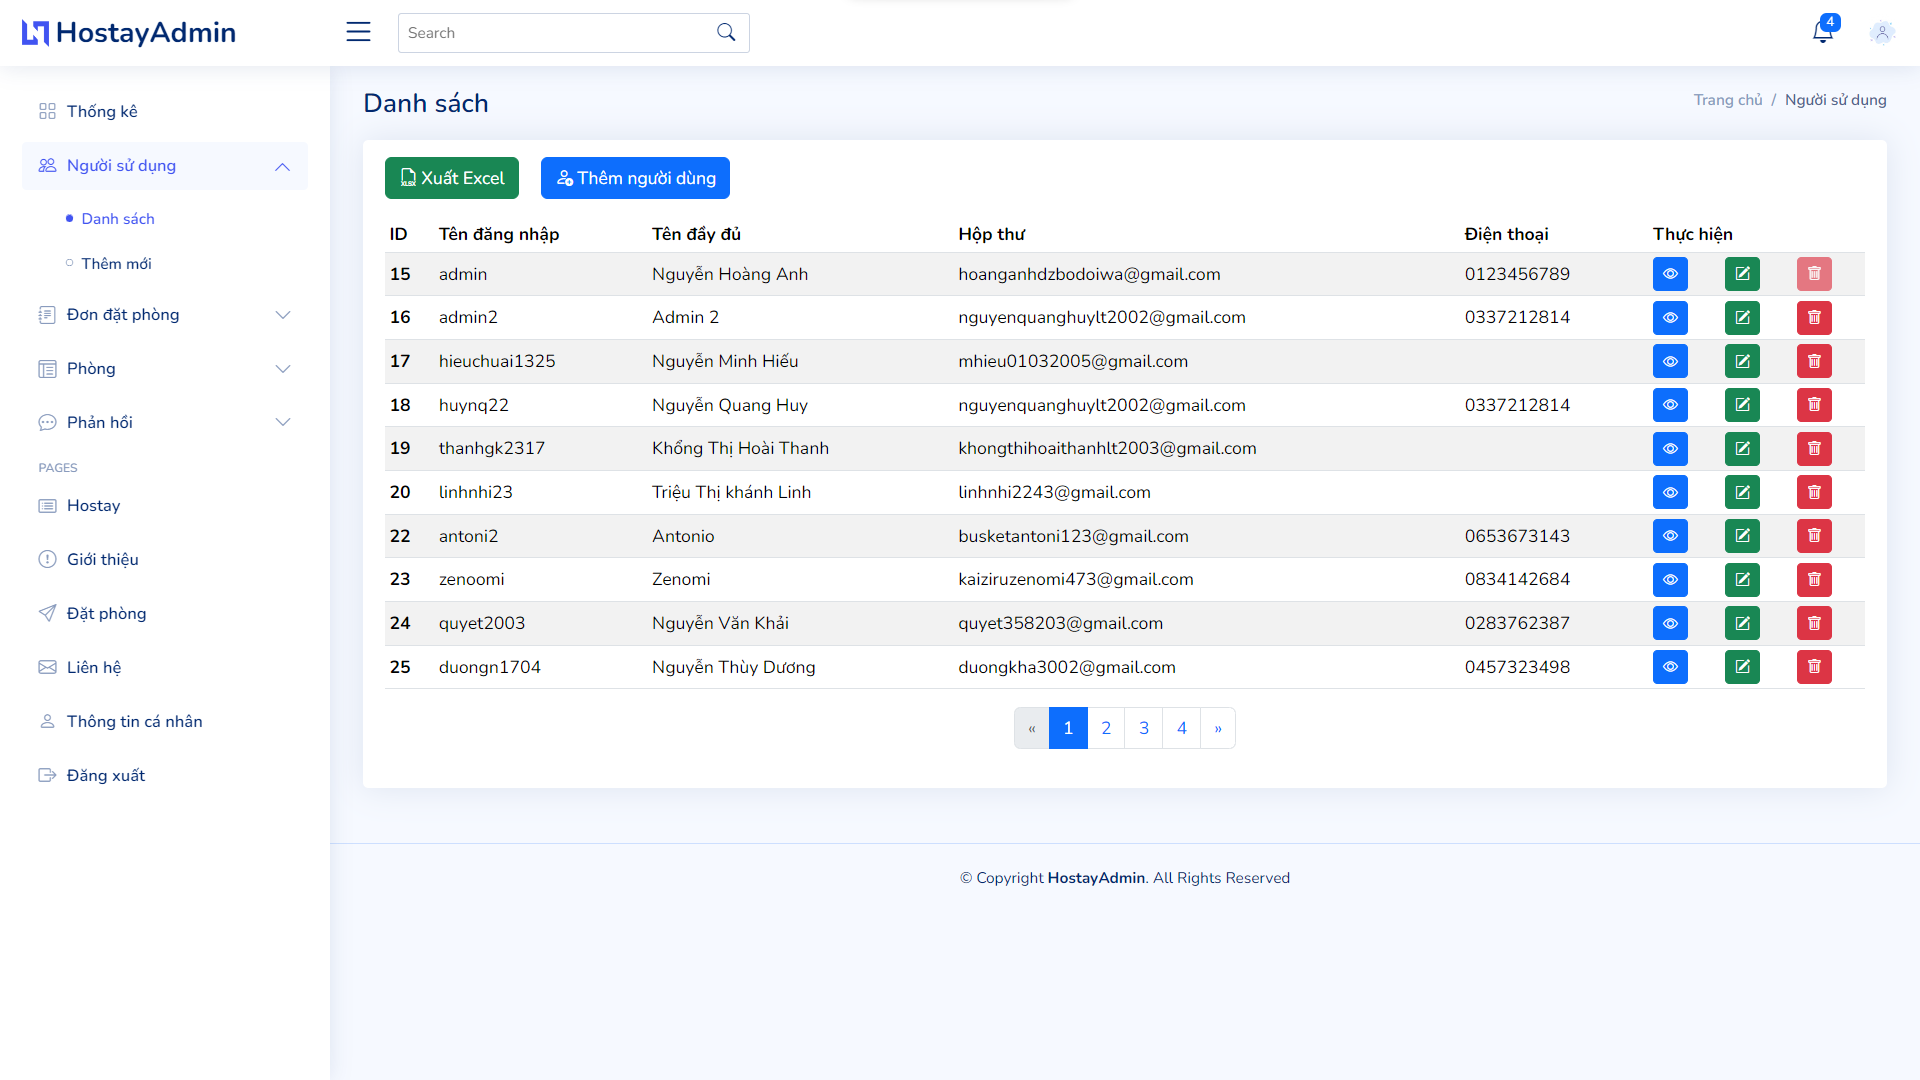 HostayAdmin
Search
4
Thống kê
Người sử dụng
Danh sách
Thêm mới
Đơn đặt phòng
Phòng
Phản hồi
PAGES
Hostay
Giới thiệu
Đặt phòng
Liên hệ
Thông tin cá nhân
Đăng xuất
Danh sách
Trang chủ / Người sử dụng
XLSX Xuất Excel Thêm người dùng
ID Tên đăng nhập Tên đầy đủ Hộp thư Điện thoại Thực hiện
15 admin Nguyễn Hoàng Anh hoanganhdzbodoiwa@gmail.com 0123456789
16 admin2 Admin 2 nguyenquanghuylt2002@gmail.com 0337212814
17 hieuchuai1325 Nguyễn Minh Hiếu mhieu01032005@gmail.com
18 huynq22 Nguyễn Quang Huy nguyenquanghuylt2002@gmail.com 0337212814
19 thanhgk2317 Khổng Thị Hoài Thanh khongthihoaithanhlt2003@gmail.com
20 linhnhi23 Triệu Thị khánh Linh linhnhi2243@gmail.com
22 antoni2 Antonio busketantoni123@gmail.com 0653673143
23 zenoomi Zenomi kaiziruzenomi473@gmail.com 0834142684
24 quyet2003 Nguyễn Văn Khải quyet358203@gmail.com 0283762387
25 duongn1704 Nguyễn Thùy Dương duongkha3002@gmail.com 0457323498
« 1 2 3 4 »
© Copyright HostayAdmin. All Rights Reserved